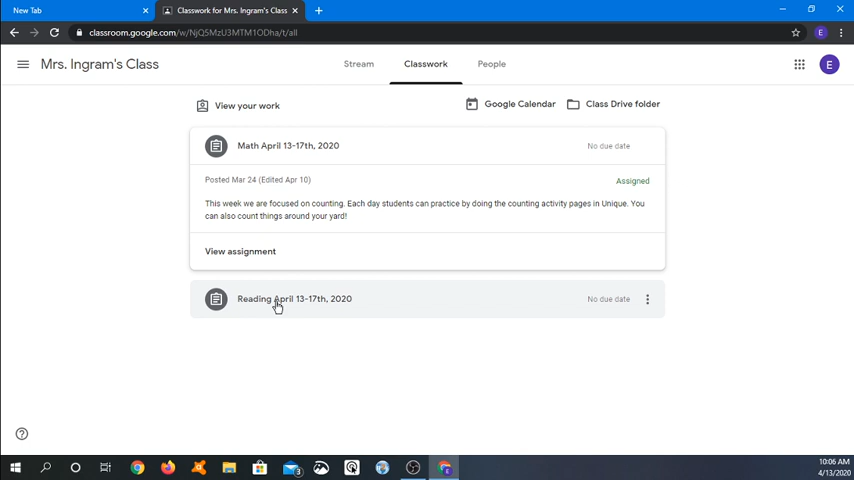 New Tab
Classwork for Mrs. Ingram's Class
classroom.google.com/w/NjQ5MzU3MTM1ODha/t/all
E
Mrs. Ingram's Class
Stream
Classwork
People
E
View your work
Google Calendar
Class Drive folder
Math April 13-17th, 2020
No due date
Posted Mar 24 (Edited Apr 10)
Assigned
This week we are focused on counting. Each day students can practice by doing the counting activity pages in Unique. You
can also count things around your yard!
View assignment
Reading April 13-17th, 2020
No due date
3
10:06 AM
4/13/2020